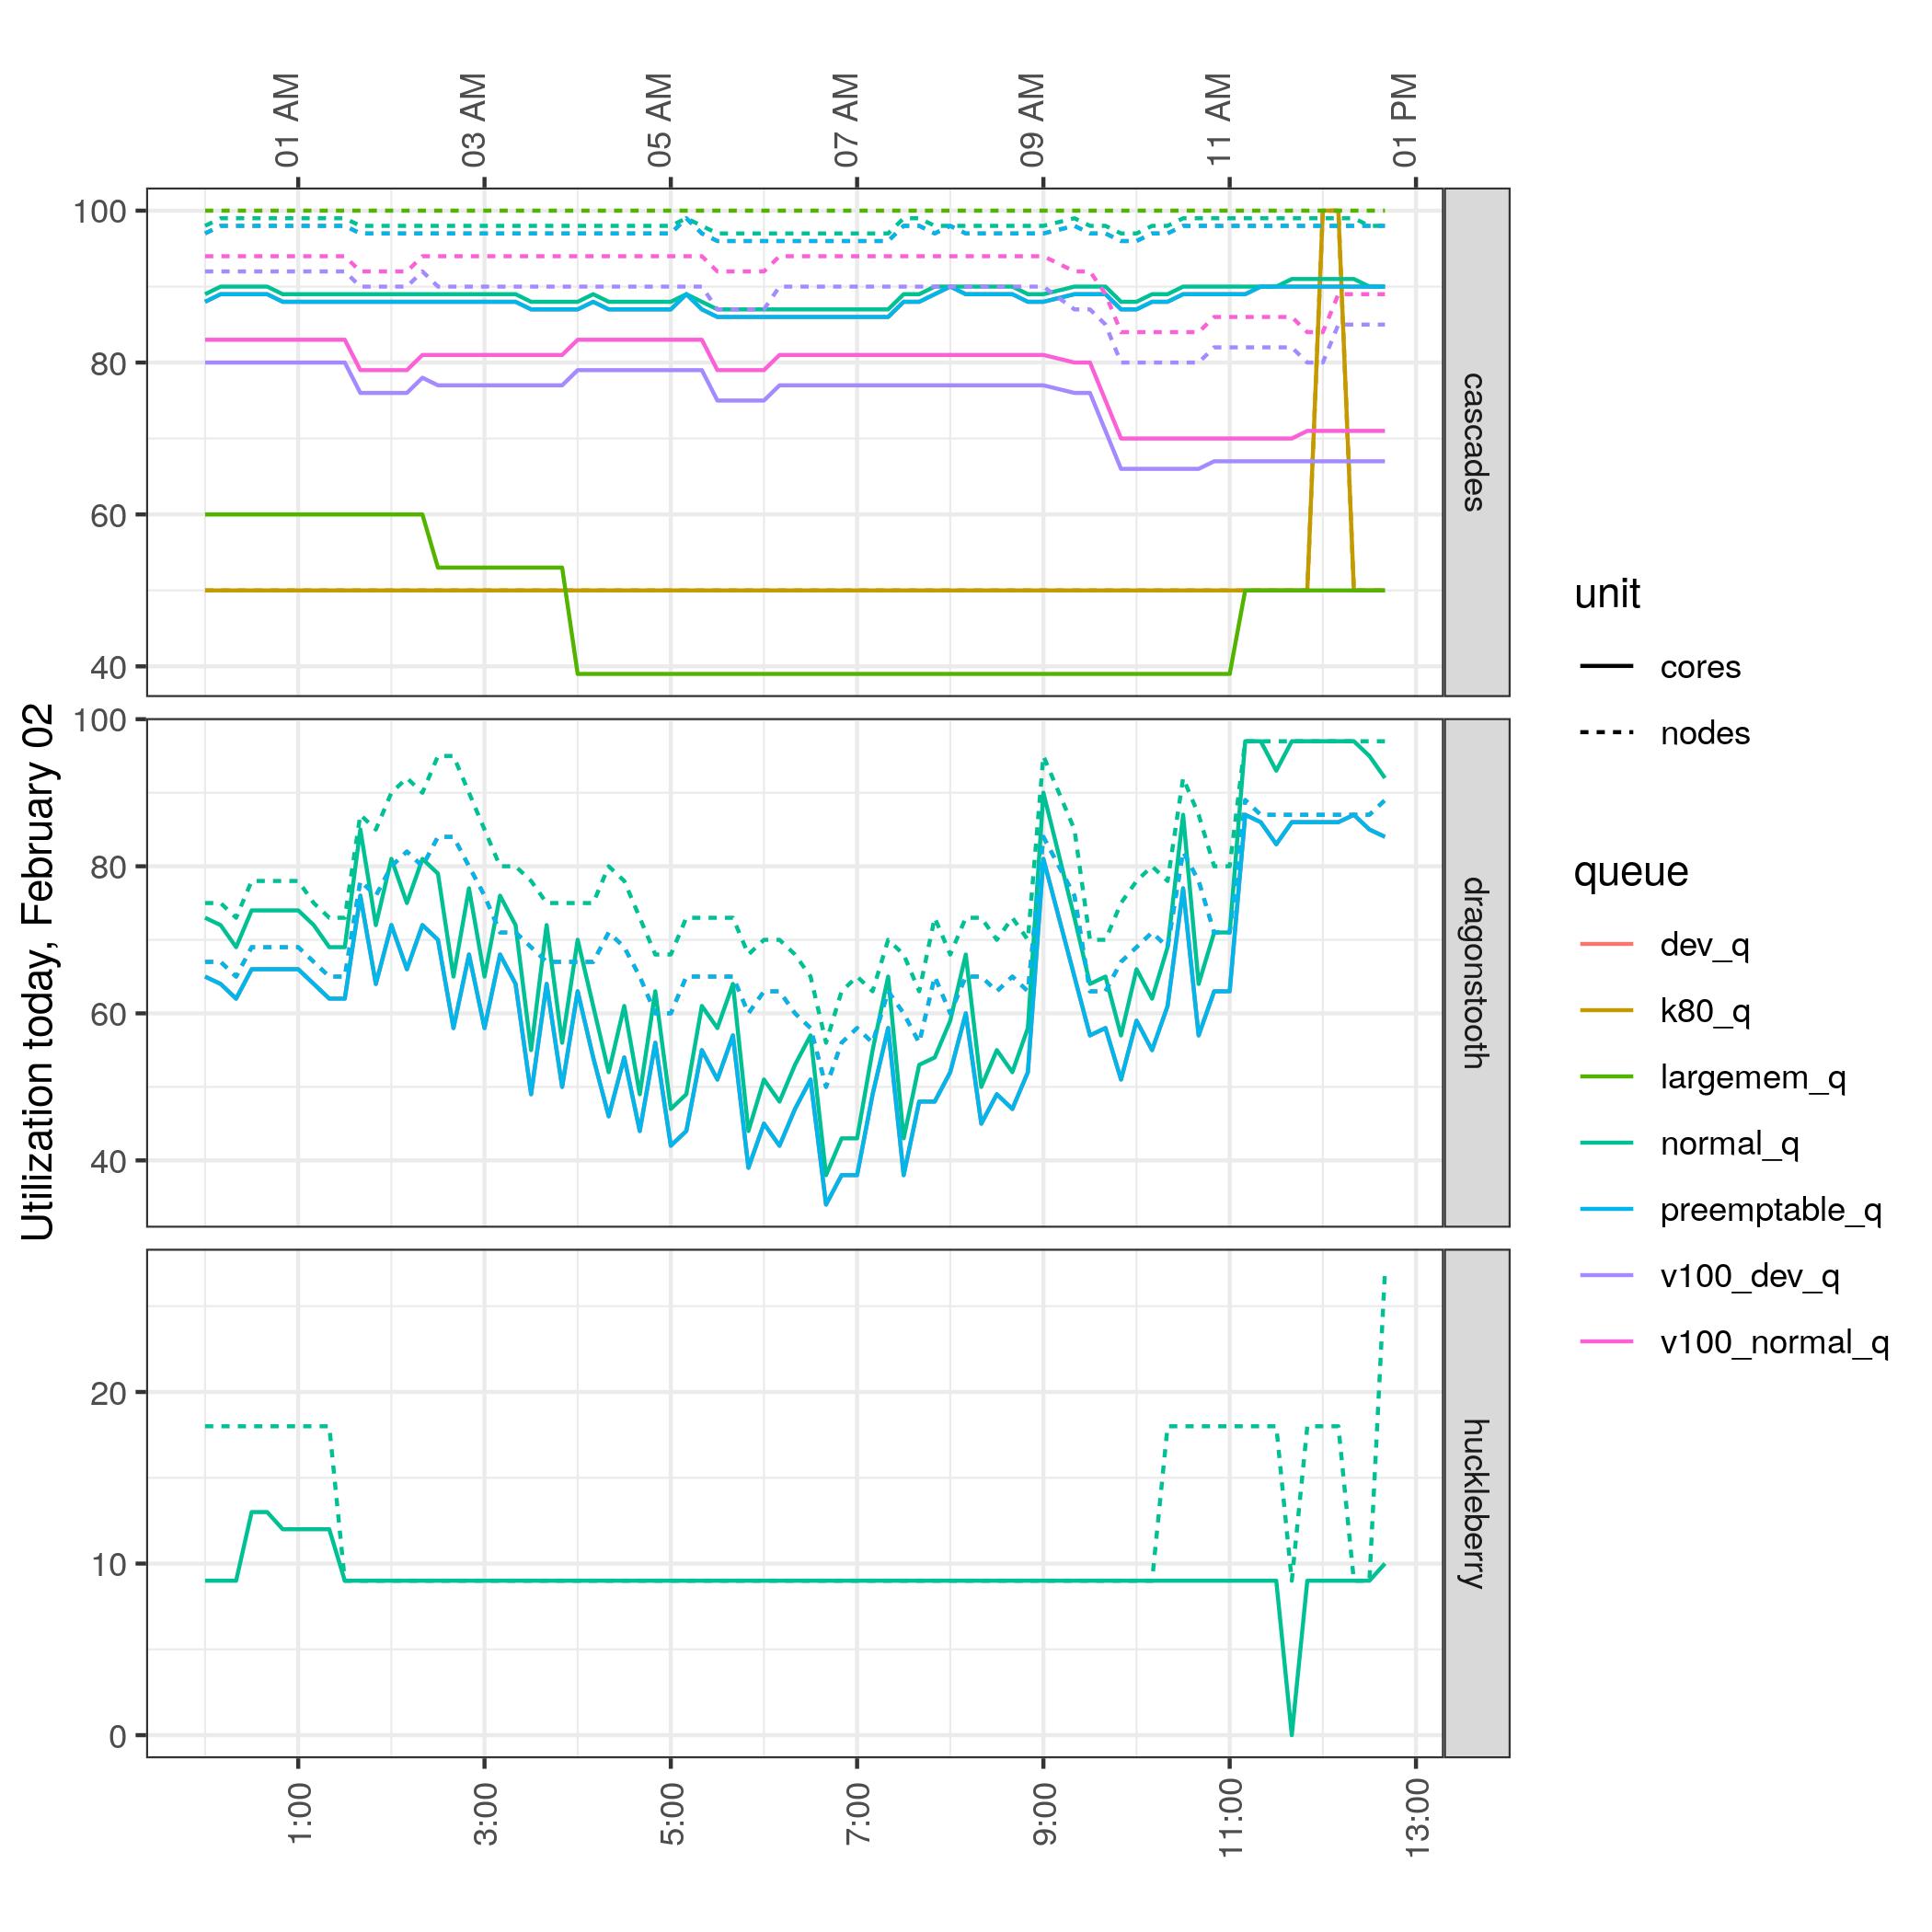 01 AM
03 AM
05 AM
07 AM
09 AM
11 AM
01 PM
Utilization today, February 02
100
80
60
40
cascades
100
80
60
40
dragonstooth
20
10
0
huckleberry
1:00
3:00
5:00
7:00
9:00
11:00
13:00
unit
cores
nodes
queue
dev_q
k80_q
largemem_q
normal_q
preemptable_q
v100_dev_q
v100_normal_q